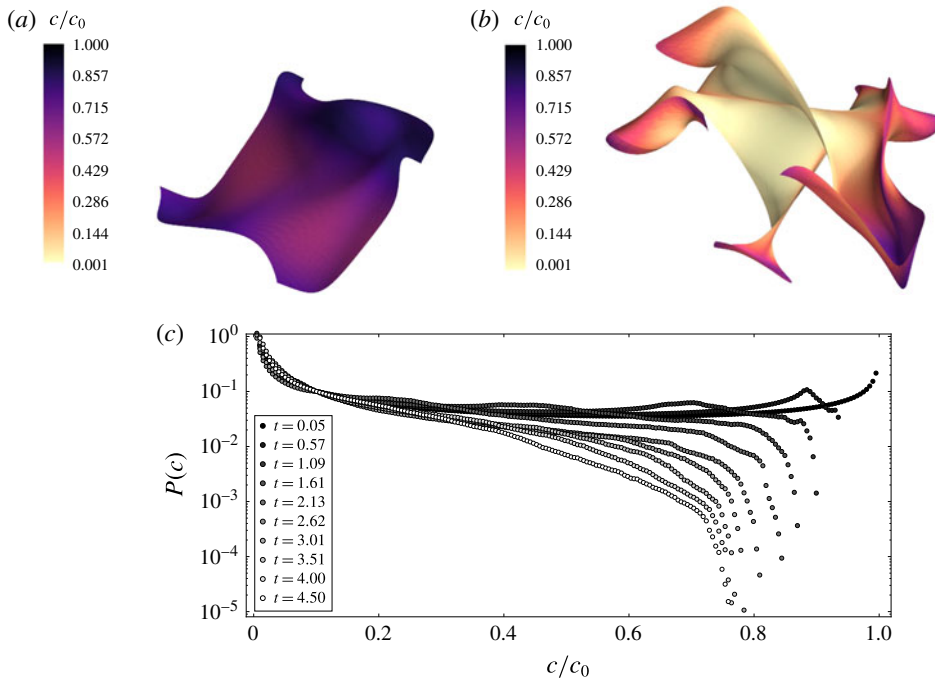 (a) c/c₀
1.000
0.857
0.715
0.572
0.429
0.286
0.144
0.001
(b) c/c₀
1.000
0.857
0.715
0.572
0.429
0.286
0.144
0.001
(c)
10⁰
10⁻¹
10⁻²
10⁻³
10⁻⁴
10⁻⁵
P(c)
t = 0.05
t = 0.57
t = 1.09
t = 1.61
t = 2.13
t = 2.62
t = 3.01
t = 3.51
t = 4.00
t = 4.50
0 0.2 0.4 0.6 0.8 1.0
c/c₀